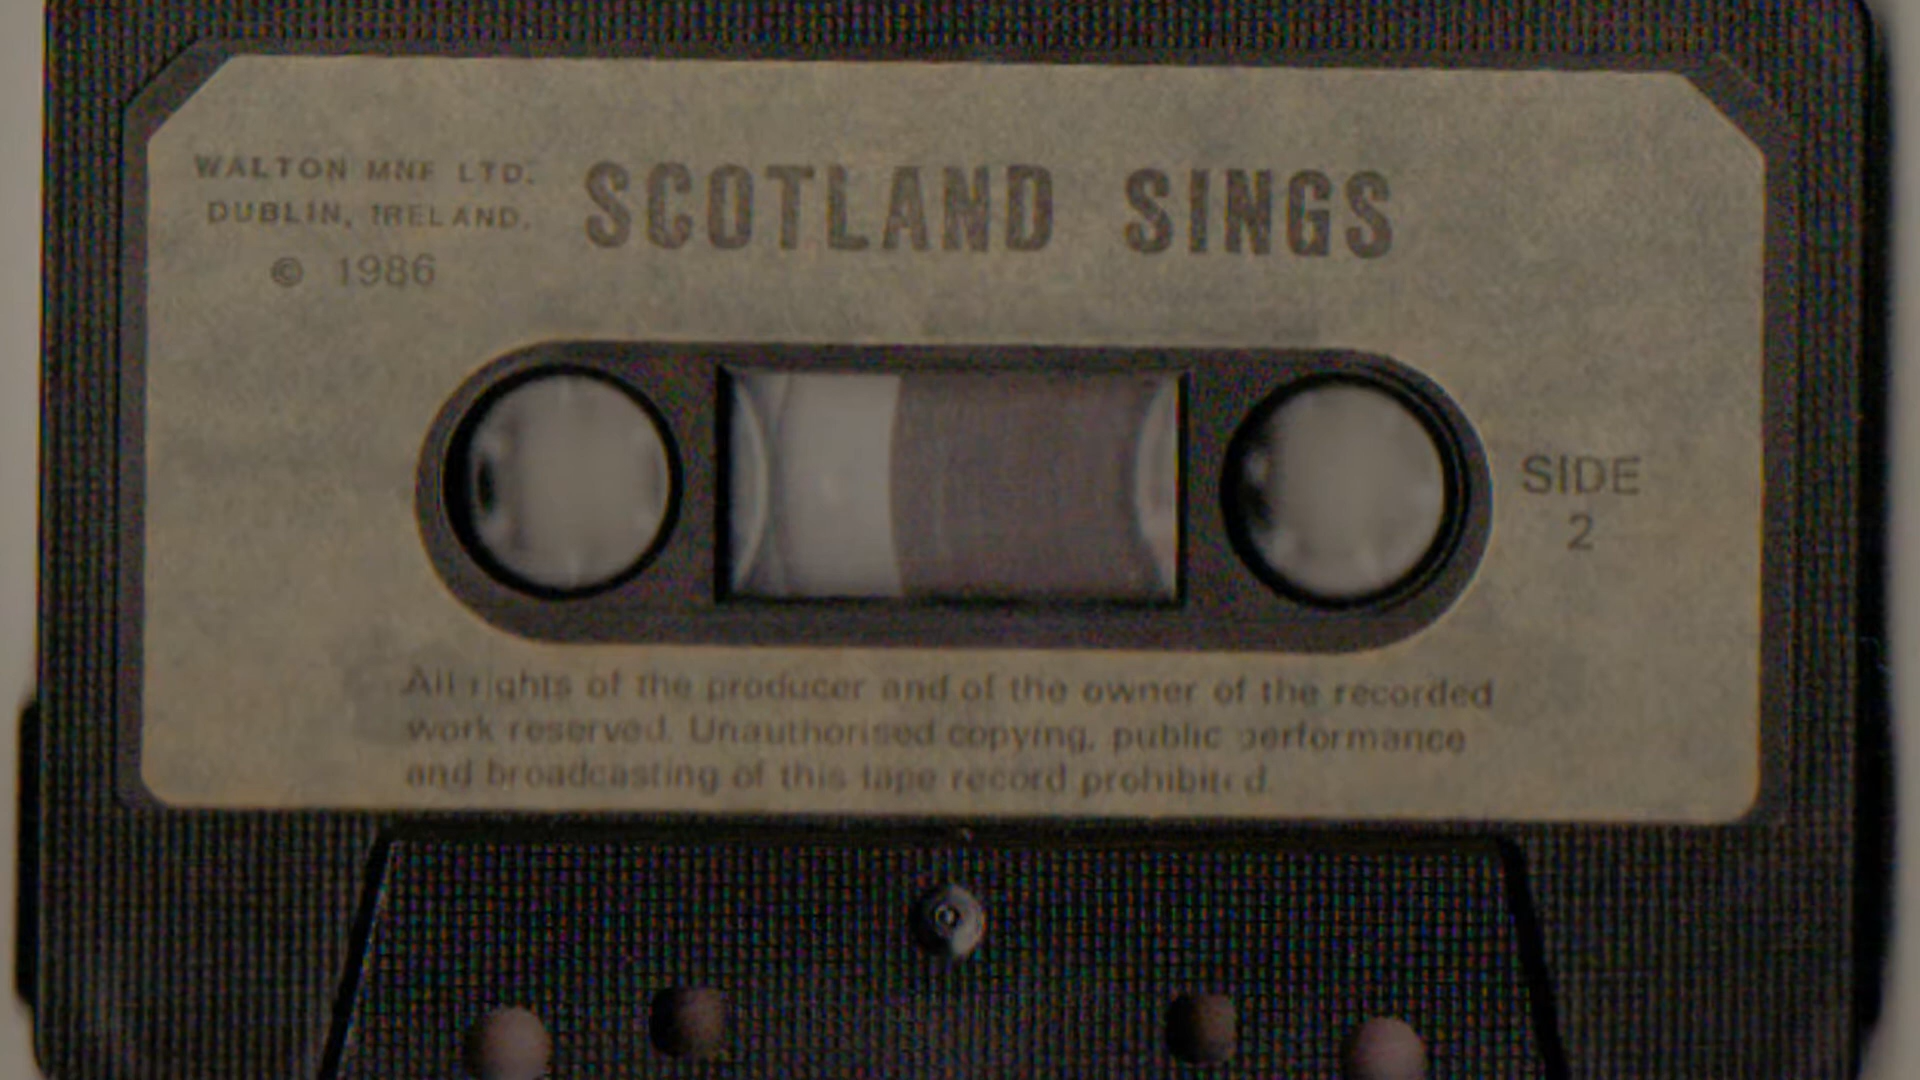 WALTON MNF LTD.
DUBLIN, IRELAND.
© 1986
SCOTLAND SINGS
SIDE
2
All rights of the producer and of the owner of the recorded
work reserved. Unauthorised copying, public performance
and broadcasting of this tape record prohibited.